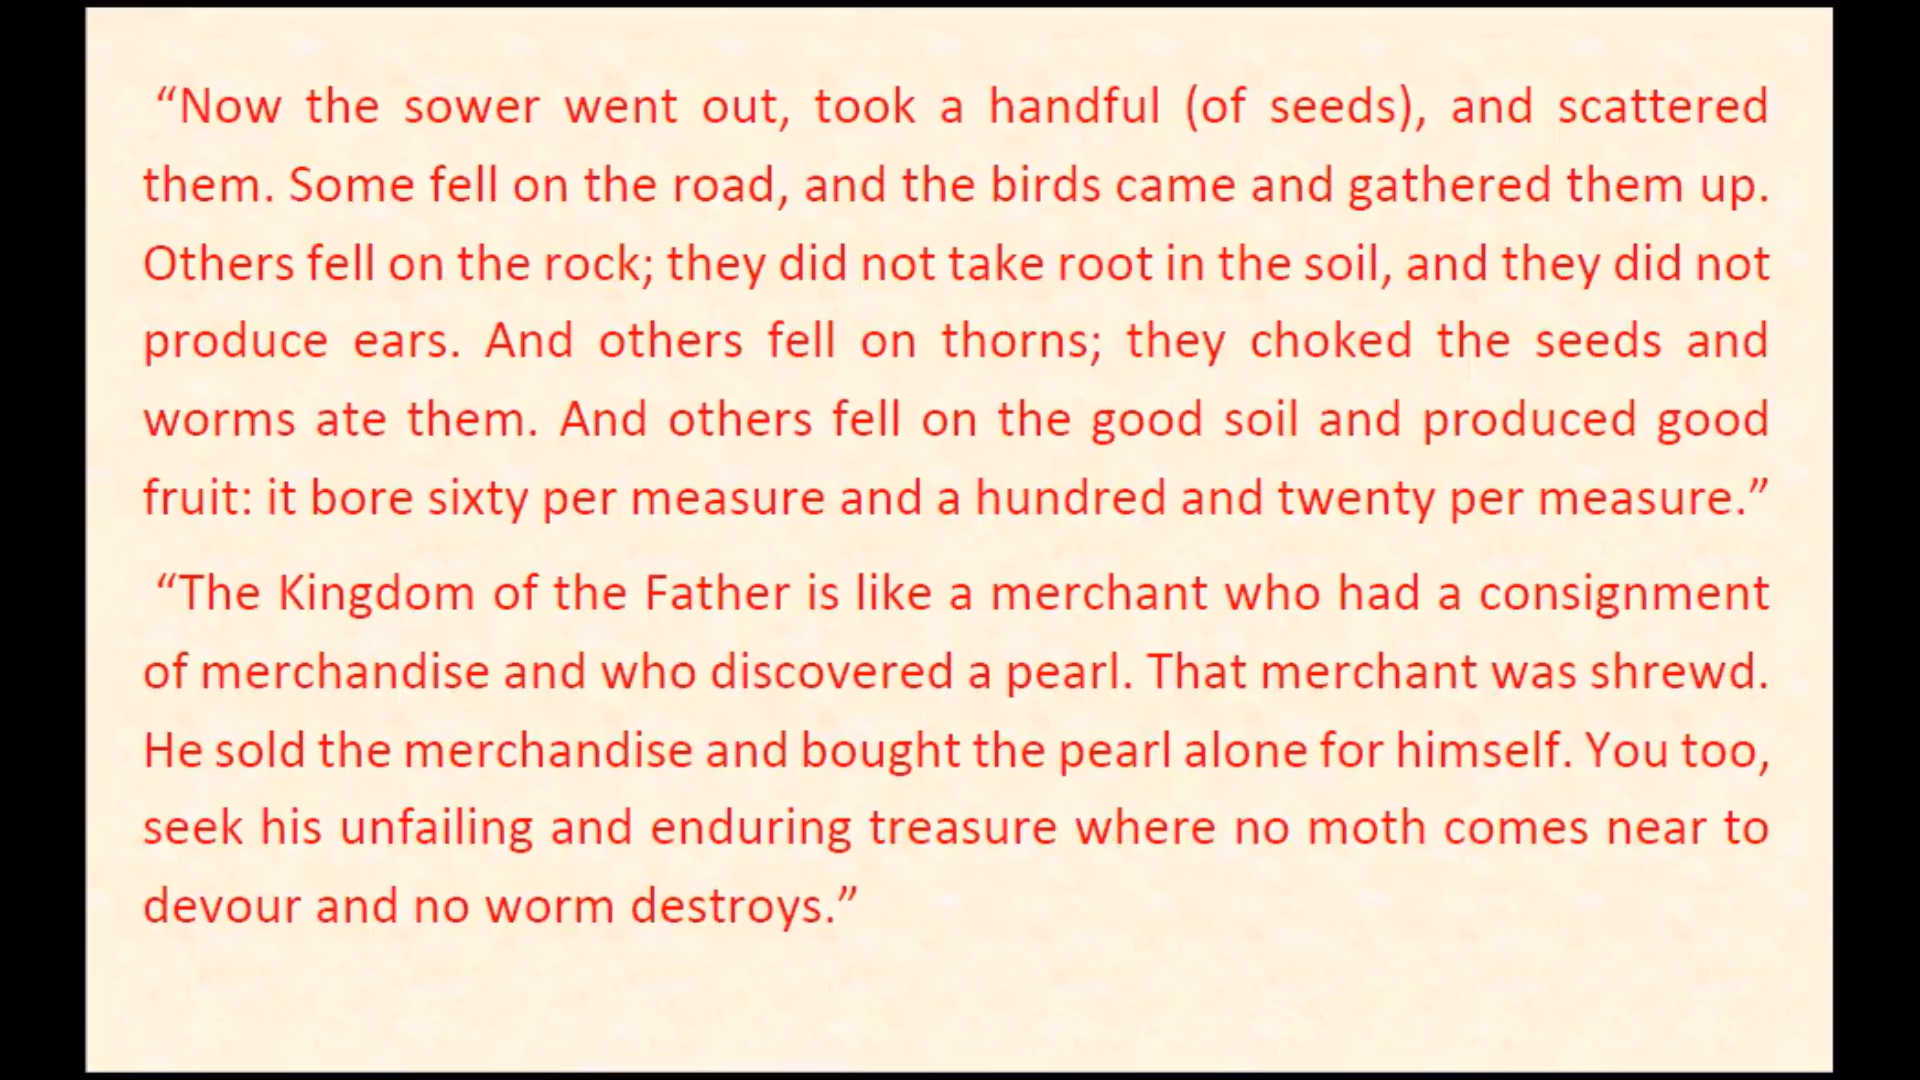 “Now the sower went out, took a handful (of seeds), and scattered
them. Some fell on the road, and the birds came and gathered them up.
Others fell on the rock; they did not take root in the soil, and they did not
produce ears. And others fell on thorns; they choked the seeds and
worms ate them. And others fell on the good soil and produced good
fruit: it bore sixty per measure and a hundred and twenty per measure.”
“The Kingdom of the Father is like a merchant who had a consignment
of merchandise and who discovered a pearl. That merchant was shrewd.
He sold the merchandise and bought the pearl alone for himself. You too,
seek his unfailing and enduring treasure where no moth comes near to
devour and no worm destroys.”